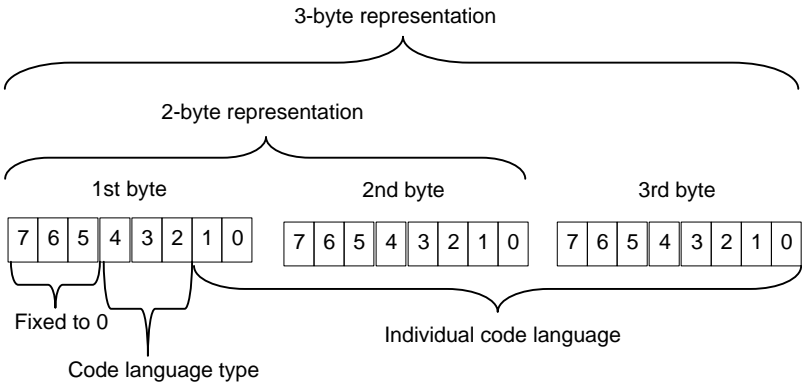 3-byte representation
2-byte representation
1st byte 2nd byte 3rd byte
7 6 5 4 3 2 1 0 7 6 5 4 3 2 1 0 7 6 5 4 3 2 1 0
Fixed to 0
Individual code language
Code language type